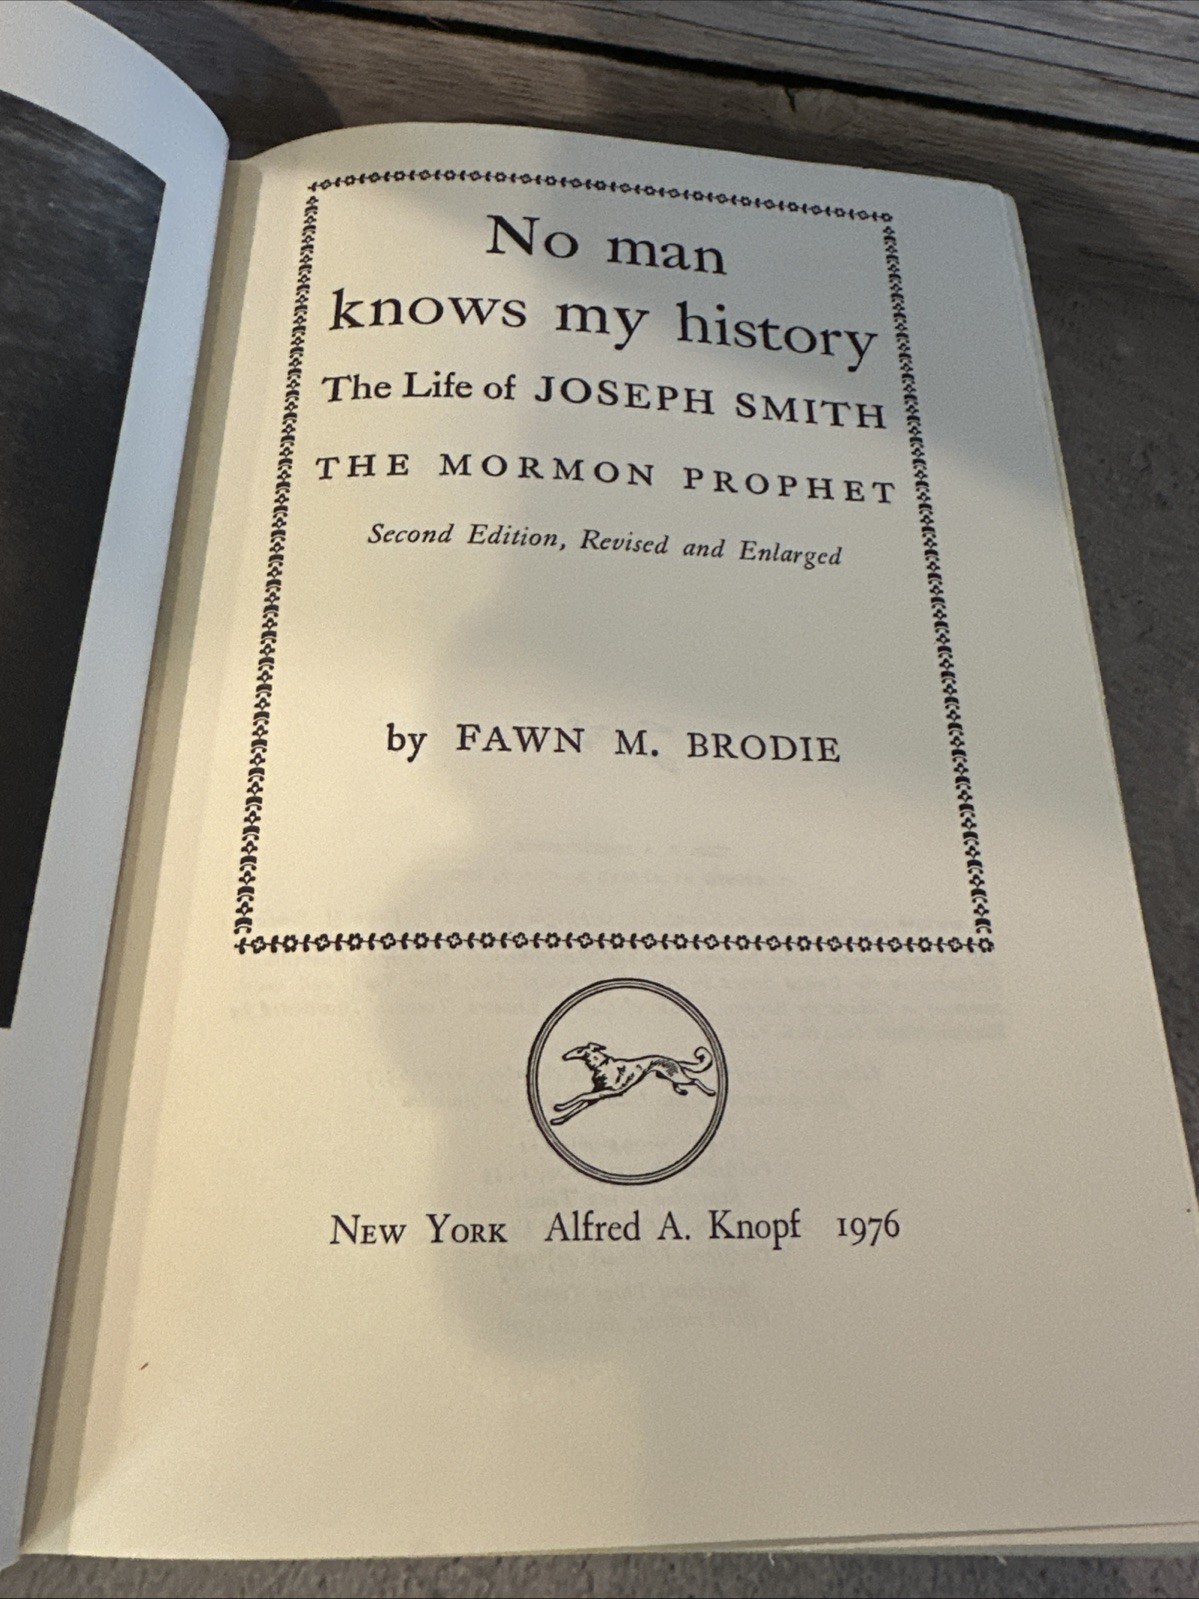 No man
knows my history
The Life of JOSEPH SMITH
THE MORMON PROPHET
Second Edition, Revised and Enlarged
by FAWN M. BRODIE
NEW YORK Alfred A. Knopf 1976